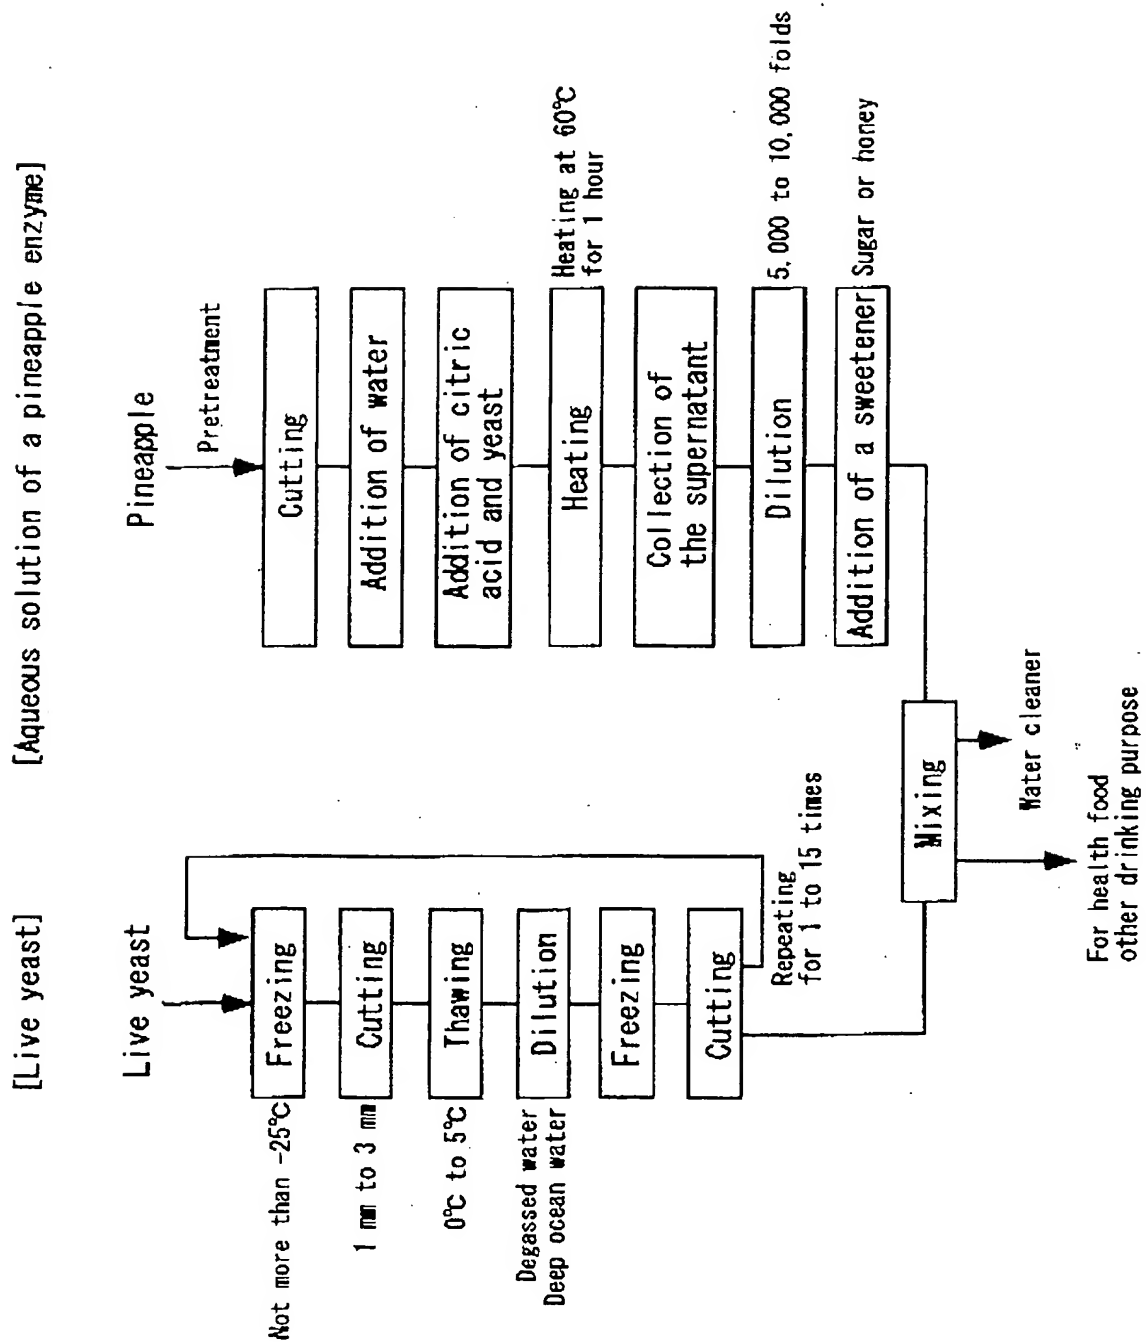 [Live yeast]
Live yeast
Freezing
Not more than -25℃
Cutting
1 mm to 3 mm
Thawing
0℃ to 5℃
Dilution
Degassed water
Deep ocean water
Freezing
Cutting
Repeating
for 1 to 15 times
[Aqueous solution of a pineapple enzyme]
Pineapple
Pretreatment
Cutting
Addition of water
Addition of citric
acid and yeast
Heating
Heating at 60℃
for 1 hour
Collection of
the supernatant
Dilution
5,000 to 10,000 folds
Addition of a sweetener
Sugar or honey
Mixing
Water cleaner
For health food
other drinking purpose